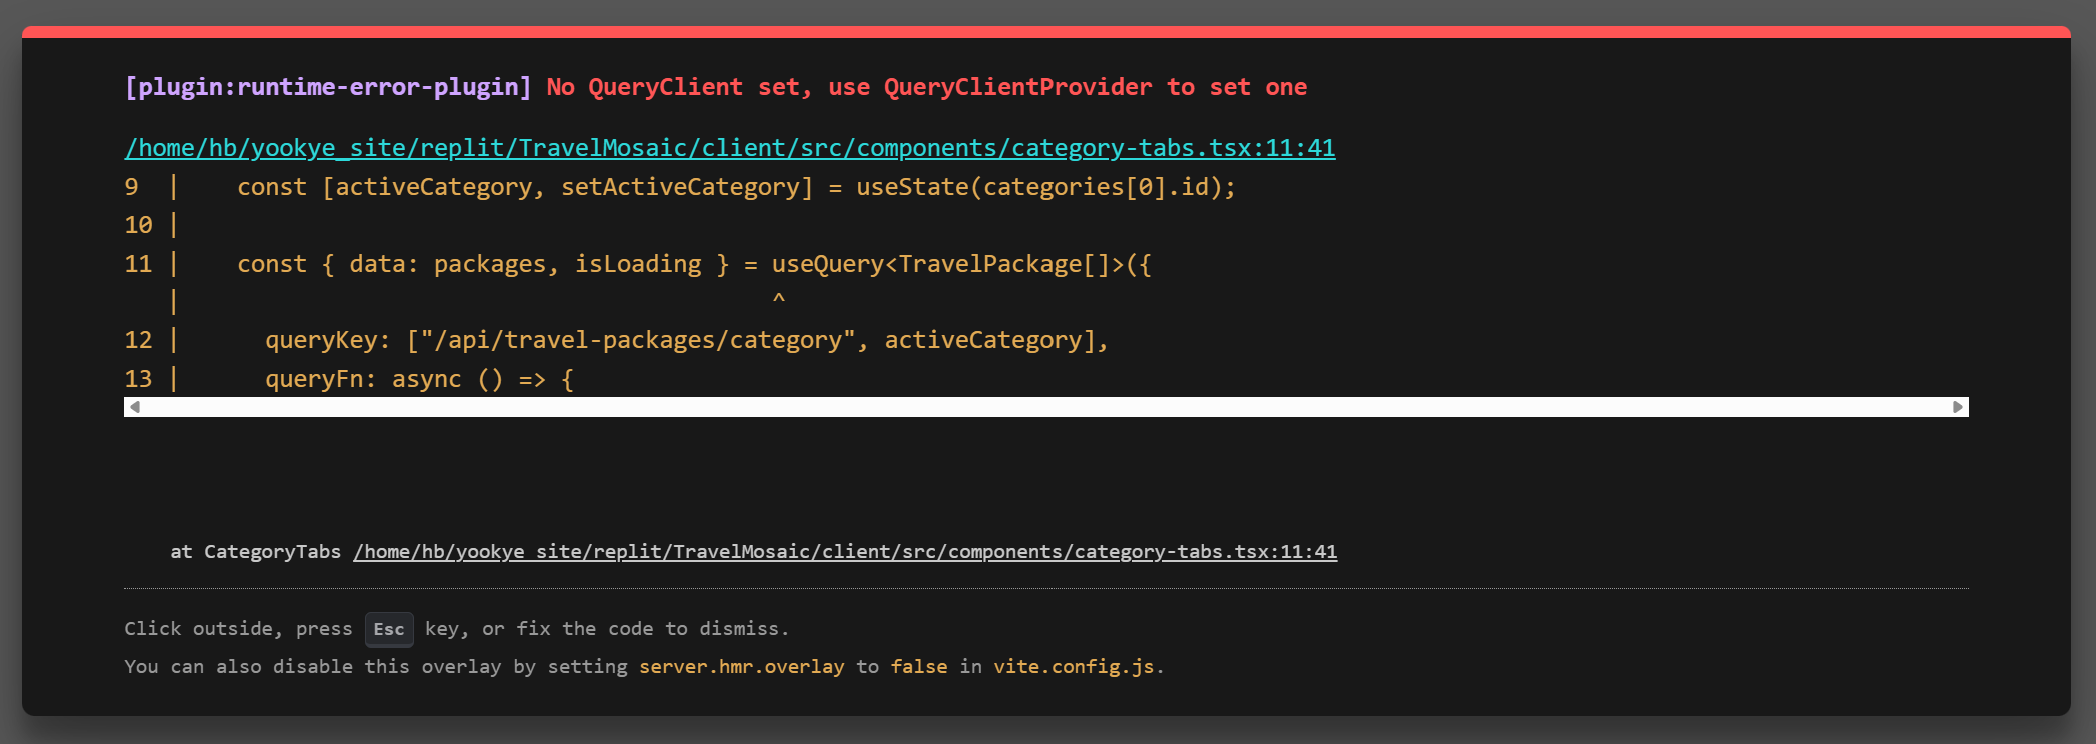 [plugin:runtime-error-plugin] No QueryClient set, use QueryClientProvider to set one
/home/hb/yookye_site/replit/TravelMosaic/client/src/components/category-tabs.tsx:11:41
9  |    const [activeCategory, setActiveCategory] = useState(categories[0].id);
10 |
11 |    const { data: packages, isLoading } = useQuery<TravelPackage[]>({
   |                                          ^
12 |      queryKey: ["/api/travel-packages/category", activeCategory],
13 |      queryFn: async () => {
at CategoryTabs /home/hb/yookye_site/replit/TravelMosaic/client/src/components/category-tabs.tsx:11:41
Click outside, press Esc key, or fix the code to dismiss.
You can also disable this overlay by setting server.hmr.overlay to false in vite.config.js.